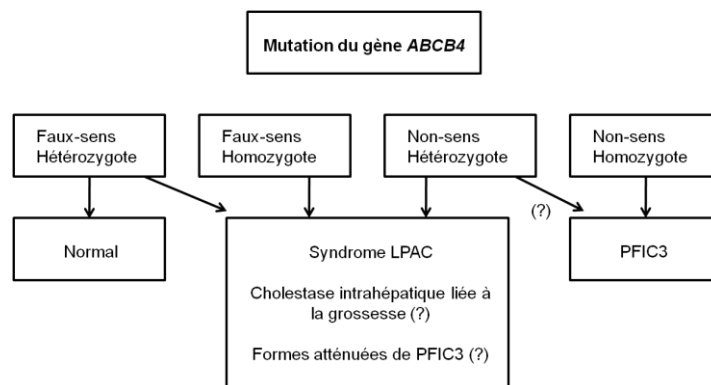 Mutation du gène ABCB4
Faux-sens
Hétérozygote
Faux-sens
Homozygote
Non-sens
Hétérozygote
Non-sens
Homozygote
(?)
Normal
Syndrome LPAC
Cholestase intrahépatique liée à
la grossesse (?)
Formes atténuées de PFIC3 (?)
PFIC3